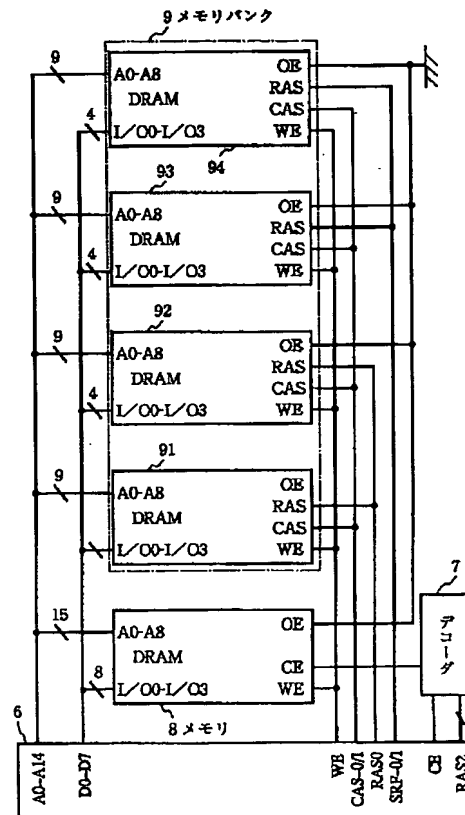 9 メモリバンク
9
A0-A8
DRAM
4
I/O0-I/O3
OE
RAS
CAS
WE
94
93
9
A0-A8
DRAM
4
I/O0-I/O3
OE
RAS
CAS
WE
92
9
A0-A8
DRAM
4
I/O0-I/O3
OE
RAS
CAS
WE
91
9
A0-A8
DRAM
I/O0-I/O3
OE
RAS
CAS
WE
15
A0-A8
DRAM
8
I/O0-I/O3
OE
CE
WE
8 メモリ
7
デコーダ
6
A0-A14
D0-D7
WE
CAS-0/1
RAS0
SRF-0/1
CE
RAS2